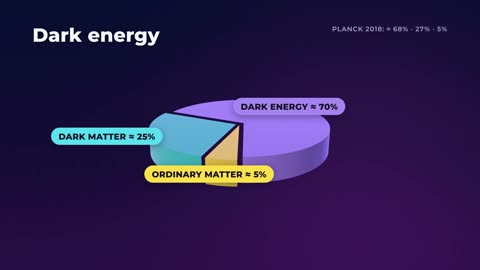 Dark energy
PLANCK 2018: ≈ 68% · 27% · 5%
DARK ENERGY ≈ 70%
DARK MATTER ≈ 25%
ORDINARY MATTER ≈ 5%